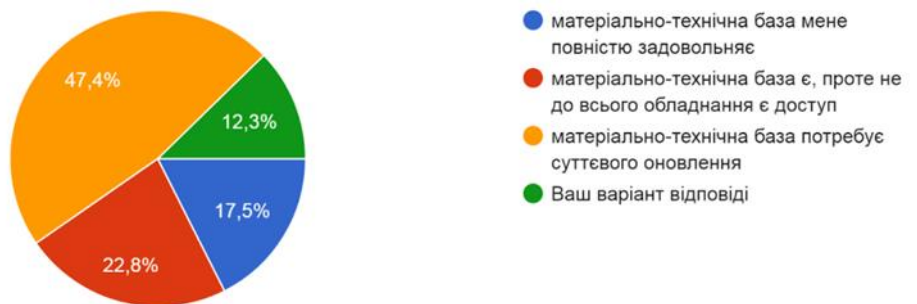 47,4%
12,3%
17,5%
22,8%
матеріально-технічна база мене
повністю задовольняє
матеріально-технічна база є, проте не
до всього обладнання є доступ
матеріально-технічна база потребує
суттєвого оновлення
Ваш варіант відповіді